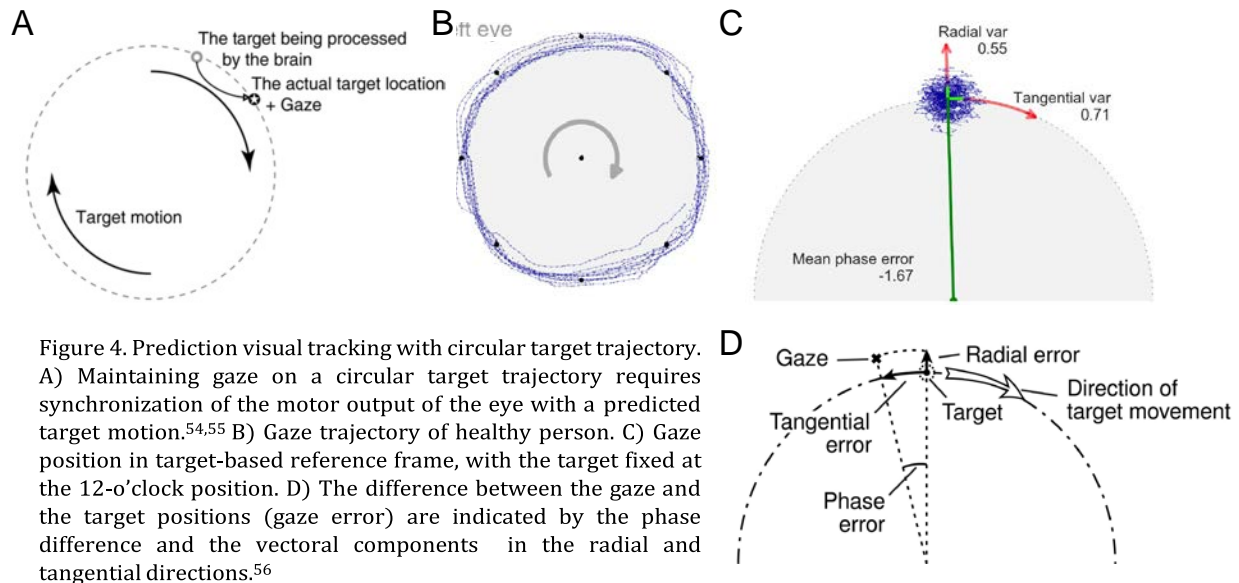 A
The target being processed
by the brain
The actual target location
+ Gaze
Target motion
B
ft eye
C
Radial var
0.55
Tangential var
0.71
Mean phase error
-1.67
Figure 4. Prediction visual tracking with circular target trajectory.
A) Maintaining gaze on a circular target trajectory requires
synchronization of the motor output of the eye with a predicted
target motion.54,55 B) Gaze trajectory of healthy person. C) Gaze
position in target-based reference frame, with the target fixed at
the 12-o'clock position. D) The difference between the gaze and
the target positions (gaze error) are indicated by the phase
difference and the vectoral components in the radial and
tangential directions.56
D
Gaze
Radial error
Direction of
target movement
Tangential
error
Target
Phase
error